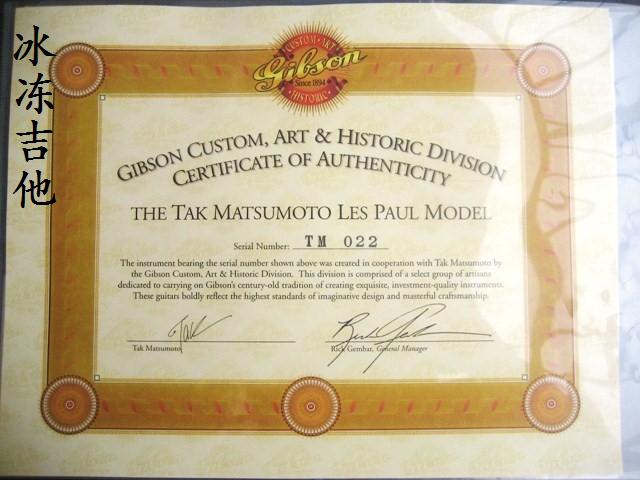 冰冻吉他
CUSTOM • ART
Gibson
Since 1894
HISTORIC
GIBSON CUSTOM, ART & HISTORIC DIVISION
CERTIFICATE OF AUTHENTICITY
THE TAK MATSUMOTO LES PAUL MODEL
Serial Number: TM 022
The instrument bearing the serial number shown above was created in cooperation with Tak Matsumoto by
the Gibson Custom, Art & Historic Division. This division is comprised of a select group of artisans
dedicated to carrying on Gibson's century-old tradition of creating exquisite, investment-quality instruments.
These guitars boldly reflect the highest standards of imaginative design and masterful craftsmanship.
Tak
Tak Matsumoto
Rick Gembar, General Manager